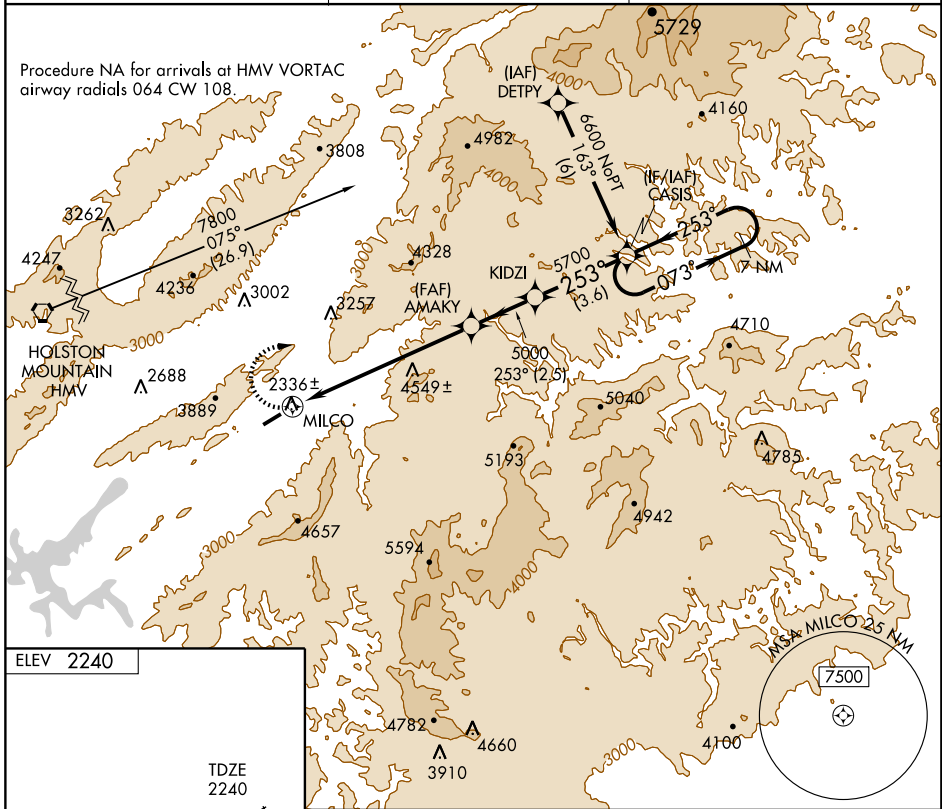 Procedure NA for arrivals at HMV VORTAC
airway radials 064 CW 108.
5729
(IAF)
DETPY
4000
4160
6600 NoPT
163°
(6)
4982
4000
3808
(IF/IAF)
CASIS
3262
7800
075°
(26.9)
253°
4247
4236
4328
KIDZI
5700
253°
(3.6)
073°
7 NM
3002
3257
(FAF)
AMAKY
3000
HOLSTON
MOUNTAIN
HMV
5000
253° (2.5)
4710
2688
3889
2336±
MILCO
4549±
5040
5193
4785
4942
4657
3000
5594
4000
MSA MILCO 25 NM
7500
ELEV 2240
4782
4660
3910
4100
3000
TDZE
2240